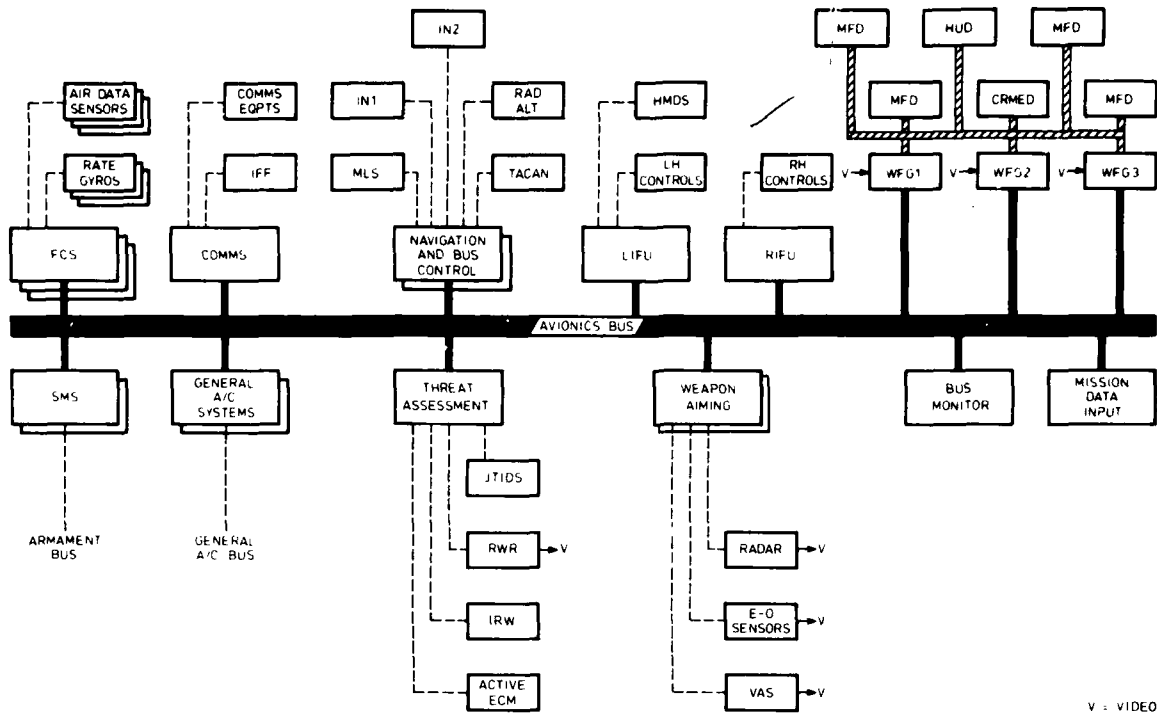 IN2
MFD
HUD
MFD
AIR DATA
SENSORS
COMMS
EQPTS
IN1
RAD
ALT
HMDS
MFD
CRMED
MFD
RATE
GYROS
IFF
MLS
TACAN
LH
CONTROLS
RH
CONTROLS
V
WFG1
V
WFG2
V
WFG3
FCS
COMMS
NAVIGATION
AND BUS
CONTROL
LIFU
RIFU
AVIONICS BUS
SMS
GENERAL
A/C
SYSTEMS
THREAT
ASSESSMENT
WEAPON
AIMING
BUS
MONITOR
MISSION
DATA
INPUT
JTIDS
ARMAMENT
BUS
GENERAL
A/C BUS
RWR
V
RADAR
V
IRW
E-O
SENSORS
V
ACTIVE
ECM
VAS
V
V = VIDEO